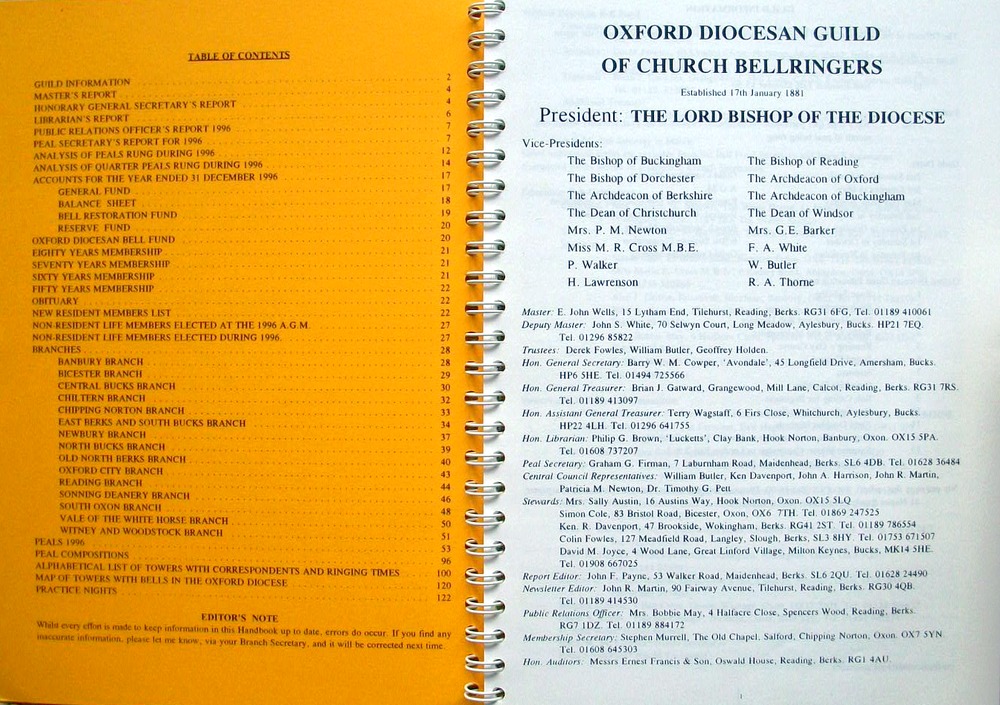 TABLE OF CONTENTS
GUILD INFORMATION 2
MASTER'S REPORT 4
HONORARY GENERAL SECRETARY'S REPORT 4
LIBRARIAN'S REPORT 6
PUBLIC RELATIONS OFFICER'S REPORT 1996 7
PEAL SECRETARY'S REPORT FOR 1996 7
ANALYSIS OF PEALS RUNG DURING 1996 12
ANALYSIS OF QUARTER PEALS RUNG DURING 1996 14
ACCOUNTS FOR THE YEAR ENDED 31 DECEMBER 1996 17
GENERAL FUND 17
BALANCE SHEET 18
BELL RESTORATION FUND 19
RESERVE FUND 20
OXFORD DIOCESAN BELL FUND 20
EIGHTY YEARS MEMBERSHIP 21
SEVENTY YEARS MEMBERSHIP 21
SIXTY YEARS MEMBERSHIP 21
FIFTY YEARS MEMBERSHIP 22
OBITUARY 22
NEW RESIDENT MEMBERS LIST 22
NON-RESIDENT LIFE MEMBERS ELECTED AT THE 1996 A.G.M. 27
NON-RESIDENT LIFE MEMBERS ELECTED DURING 1996. 27
BRANCHES 28
BANBURY BRANCH 28
BICESTER BRANCH 29
CENTRAL BUCKS BRANCH 30
CHILTERN BRANCH 32
CHIPPING NORTON BRANCH 33
EAST BERKS AND SOUTH BUCKS BRANCH 34
NEWBURY BRANCH 37
NORTH BUCKS BRANCH 39
OLD NORTH BERKS BRANCH 40
OXFORD CITY BRANCH 43
READING BRANCH 44
SONNING DEANERY BRANCH 46
SOUTH OXON BRANCH 48
VALE OF THE WHITE HORSE BRANCH 50
WITNEY AND WOODSTOCK BRANCH 51
PEALS 1996 53
PEAL COMPOSITIONS 96
ALPHABETICAL LIST OF TOWERS WITH CORRESPONDENTS AND RINGING TIMES 100
MAP OF TOWERS WITH BELLS IN THE OXFORD DIOCESE 120
PRACTICE NIGHTS 122
EDITOR'S NOTE
Whilst every effort is made to keep information in this Handbook up to date, errors do occur. If you find any
inaccurate information, please let me know, via your Branch Secretary, and it will be corrected next time.
OXFORD DIOCESAN GUILD
OF CHURCH BELLRINGERS
Established 17th January 1881
President: THE LORD BISHOP OF THE DIOCESE
Vice-Presidents:
The Bishop of Buckingham The Bishop of Reading
The Bishop of Dorchester The Archdeacon of Oxford
The Archdeacon of Berkshire The Archdeacon of Buckingham
The Dean of Christchurch The Dean of Windsor
Mrs. P. M. Newton Mrs. G.E. Barker
Miss M. R. Cross M.B.E. F. A. White
P. Walker W. Butler
H. Lawrenson R. A. Thorne
Master: E. John Wells, 15 Lytham End, Tilehurst, Reading, Berks. RG31 6FG, Tel. 01189 410061
Deputy Master: John S. White, 70 Selwyn Court, Long Meadow, Aylesbury, Bucks. HP21 7EQ.
Tel. 01296 85822
Trustees: Derek Fowles, William Butler, Geoffrey Holden.
Hon. General Secretary: Barry W. M. Cowper, 'Avondale', 45 Longfield Drive, Amersham, Bucks.
HP6 5HE. Tel. 01494 725566
Hon. General Treasurer: Brian J. Gatward, Grangewood, Mill Lane, Calcot, Reading, Berks. RG31 7RS.
Tel. 01189 413097
Hon. Assistant General Treasurer: Terry Wagstaff, 6 Firs Close, Whitchurch, Aylesbury, Bucks.
HP22 4LH. Tel. 01296 641755
Hon. Librarian: Philip G. Brown, 'Lucketts', Clay Bank, Hook Norton, Banbury, Oxon. OX15 5PA.
Tel. 01608 737207
Peal Secretary: Graham G. Firman, 7 Laburnham Road, Maidenhead, Berks. SL6 4DB. Tel. 01628 36484
Central Council Representatives: William Butler, Ken Davenport, John A. Harrison, John R. Martin,
Patricia M. Newton, Dr. Timothy G. Pett
Stewards: Mrs. Sally Austin, 16 Austins Way, Hook Norton, Oxon. OX15 5LQ
Simon Cole, 83 Bristol Road, Bicester, Oxon, OX6 7TH. Tel. 01869 247525
Ken. R. Davenport, 47 Brookside, Wokingham, Berks. RG41 2ST. Tel. 01189 786554
Colin Fowles, 127 Meadfield Road, Langley, Slough, Berks, SL3 8HY. Tel. 01753 671507
David M. Joyce, 4 Wood Lane, Great Linford Village, Milton Keynes, Bucks, MK14 5HE.
Tel. 01908 667025
Report Editor: John F. Payne, 53 Walker Road, Maidenhead, Berks. SL6 2QU. Tel. 01628 24490
Newsletter Editor: John R. Martin, 90 Fairway Avenue, Tilehurst, Reading, Berks. RG30 4QB.
Tel. 01189 414530
Public Relations Officer: Mrs. Bobbie May, 4 Halfacre Close, Spencers Wood, Reading, Berks.
RG7 1DZ. Tel. 01189 884172
Membership Secretary: Stephen Murrell, The Old Chapel, Salford, Chipping Norton, Oxon. OX7 5YN.
Tel. 01608 645303
Hon. Auditors: Messrs Ernest Francis & Son, Oswald House, Reading, Berks. RG1 4AU.
1